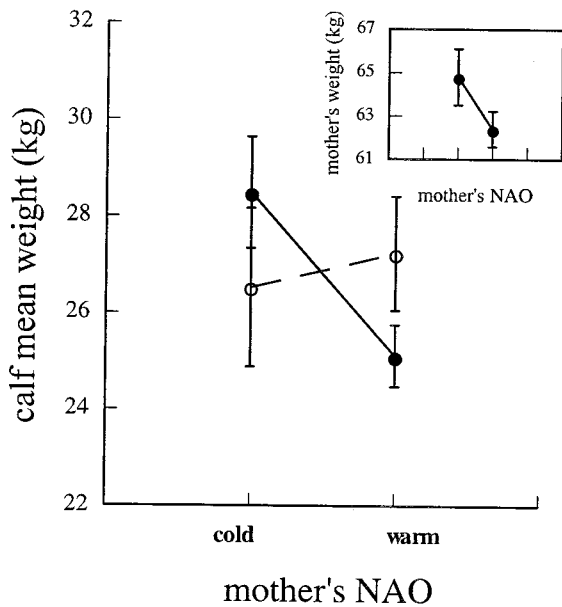 32
30
28
26
24
22
calf mean weight (kg)
cold
warm
mother's NAO
67
65
63
61
mother's weight (kg)
mother's NAO